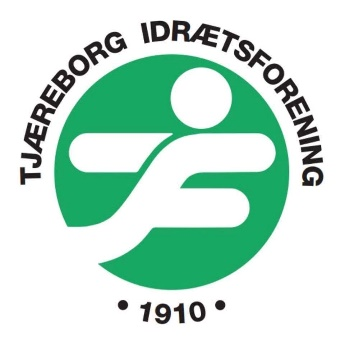 TJÆREBORG IDRÆTSFORENING
• 1910 •